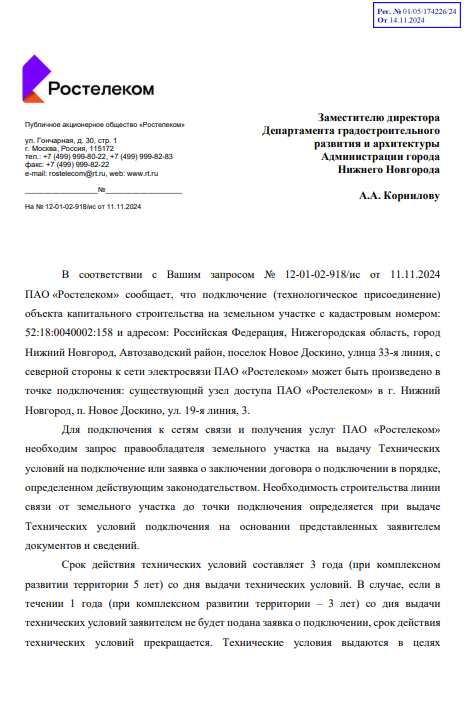 Рег. № 01/05/174226/24
От 14.11.2024
Ростелеком
Публичное акционерное общество «Ростелеком»
ул. Гончарная, д. 30, стр. 1
г. Москва, Россия, 115172
тел.: +7 (499) 999-80-22, +7 (499) 999-82-83
факс: +7 (499) 999-82-22
e-mail: rostelecom@rt.ru, web: www.rt.ru
____________________№____________________
На № 12-01-02-918/ис от 11.11.2024
Заместителю директора
Департамента градостроительного
развития и архитектуры
Администрации города
Нижнего Новгорода
А.А. Корнилову
В соответствии с Вашим запросом № 12-01-02-918/ис от 11.11.2024
ПАО «Ростелеком» сообщает, что подключение (технологическое присоединение)
объекта капитального строительства на земельном участке с кадастровым номером:
52:18:0040002:158 и адресом: Российская Федерация, Нижегородская область, город
Нижний Новгород, Автозаводский район, поселок Новое Доскино, улица 33-я линия, с
северной стороны к сети электросвязи ПАО «Ростелеком» может быть произведено в
точке подключения: существующий узел доступа ПАО «Ростелеком» в г. Нижний
Новгород, п. Новое Доскино, ул. 19-я линия, 3.
Для подключения к сетям связи и получения услуг ПАО «Ростелеком»
необходим запрос правообладателя земельного участка на выдачу Технических
условий на подключение или заявка о заключении договора о подключении в порядке,
определенном действующим законодательством. Необходимость строительства линии
связи от земельного участка до точки подключения определяется при выдаче
Технических условий подключения на основании представленных заявителем
документов и сведений.
Срок действия технических условий составляет 3 года (при комплексном
развитии территории 5 лет) со дня выдачи технических условий. В случае, если в
течении 1 года (при комплексном развитии территории – 3 лет) со дня выдачи
технических условий заявителем не будет подана заявка о подключении, срок действия
технических условий прекращается. Технические условия выдаются в целях